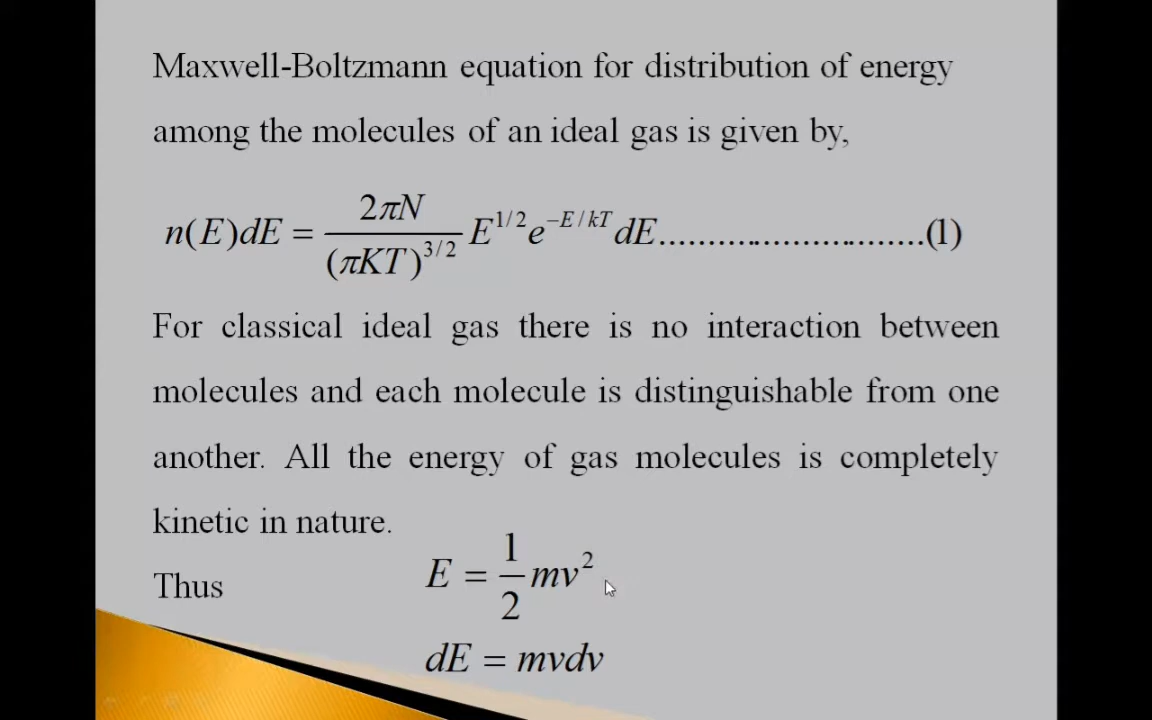 Maxwell-Boltzmann equation for distribution of energy
among the molecules of an ideal gas is given by,
n(E)dE = \frac{2πN}{(πKT)^{3/2}} E^{1/2} e^{-E/kT} dE............................(1)
For classical ideal gas there is no interaction between
molecules and each molecule is distinguishable from one
another. All the energy of gas molecules is completely
kinetic in nature.
Thus E = \frac{1}{2} mv^{2}
dE = mvdv